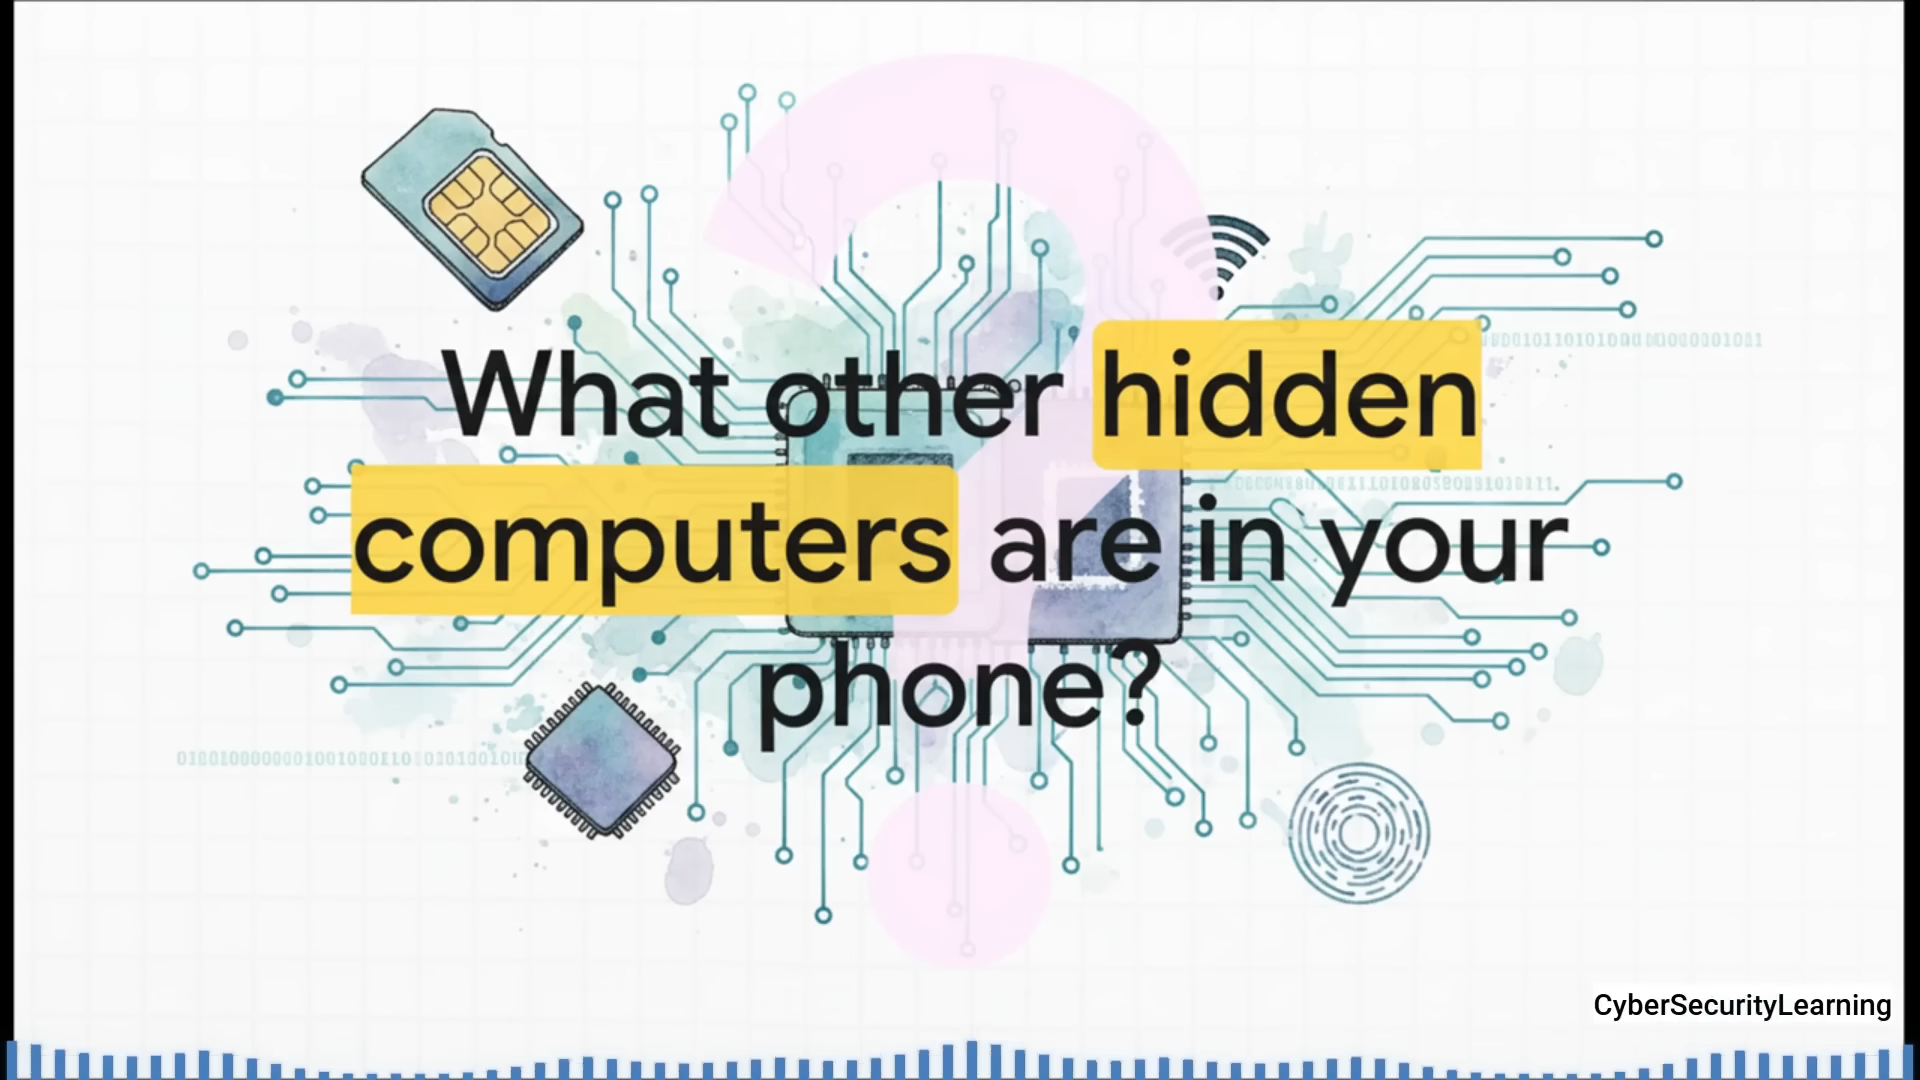 What other hidden
computers are in your
phone?
CyberSecurityLearning